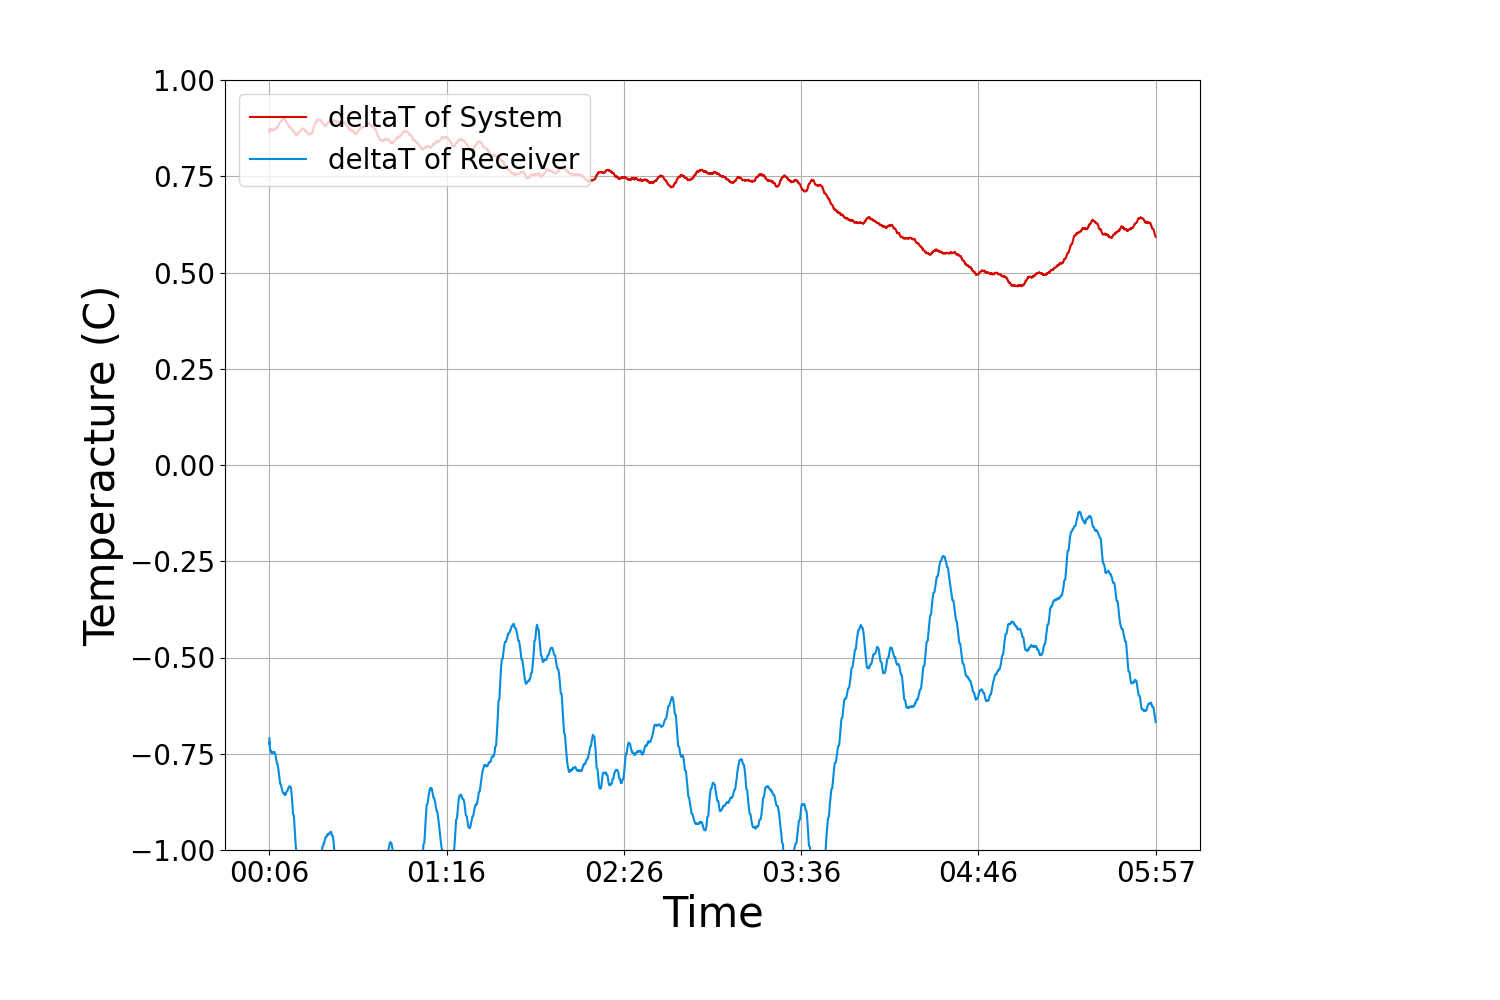 1.00
0.75
0.50
0.25
0.00
−0.25
−0.50
−0.75
−1.00
Temperacture (C)
deltaT of System
deltaT of Receiver
00:06 01:16 02:26 03:36 04:46 05:57
Time